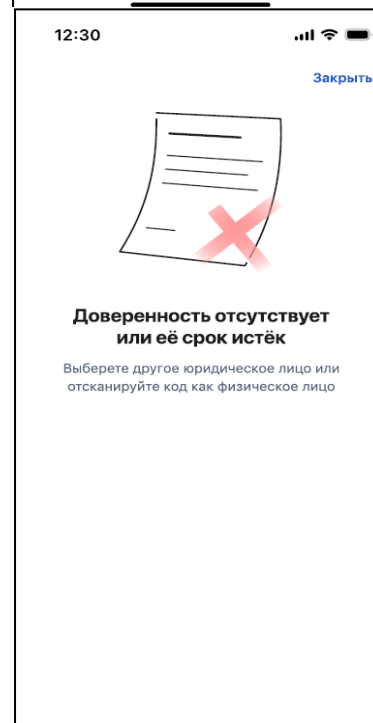 12:30
Закрыть
Доверенность отсутствует
или её срок истёк
Выберете другое юридическое лицо или
отсканируйте код как физическое лицо